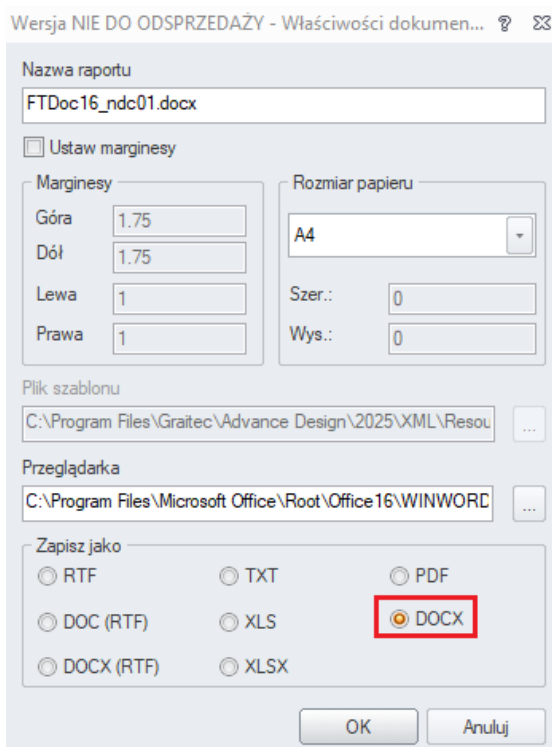 Wersja NIE DO ODSPRZEDAŻY - Właściwości dokumen... ?
Nazwa raportu
FTDoc16_ndc01.docx
Ustaw marginesy
Marginesy
Góra 1.75
Dół 1.75
Lewa 1
Prawa 1
Rozmiar papieru
A4
Szer.: 0
Wys.: 0
Plik szablonu
C:\Program Files\Graitec\Advance Design\2025\XML\Resou ...
Przeglądarka
C:\Program Files\Microsoft Office\Root\Office16\WINWORD ...
Zapisz jako
RTF TXT PDF
DOC (RTF) XLS DOCX
DOCX (RTF) XLSX
OK Anuluj